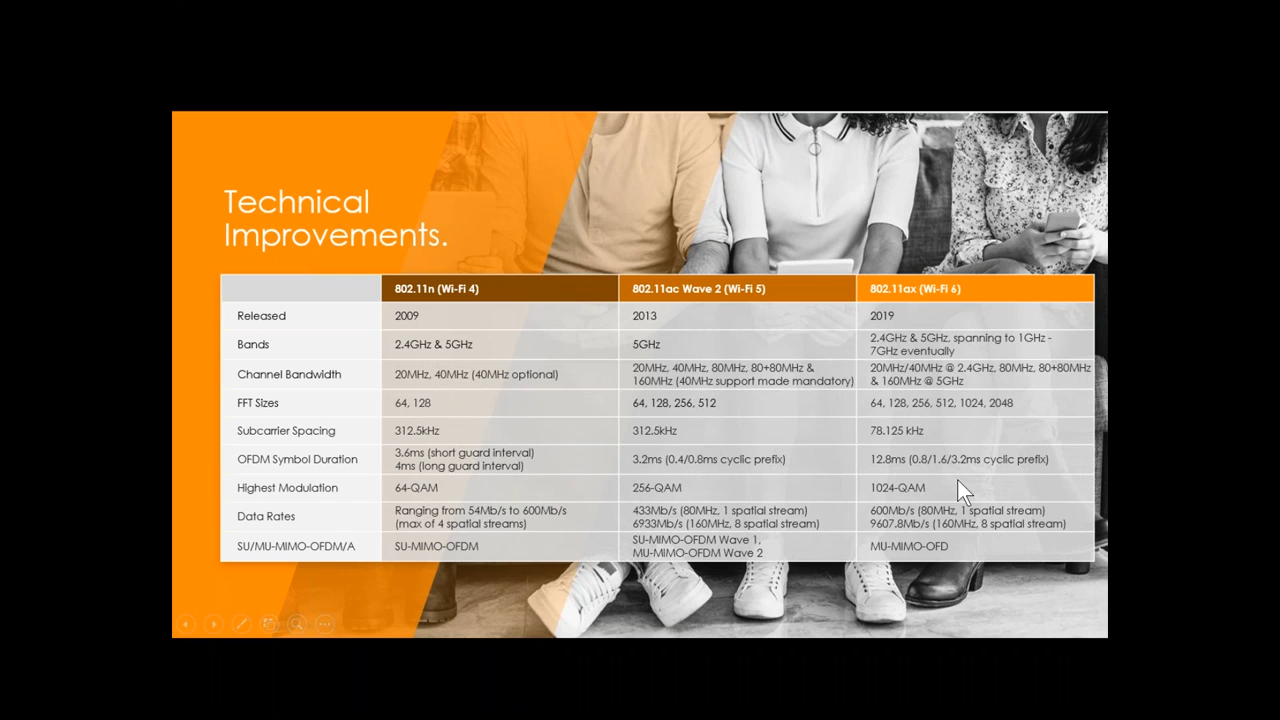 Technical
Improvements.
802.11n (Wi-Fi 4) 802.11ac Wave 2 (Wi-Fi 5) 802.11ax (Wi-Fi 6)
Released 2009 2013 2019
Bands 2.4GHz & 5GHz 5GHz 2.4GHz & 5GHz, spanning to 1GHz -
7GHz eventually
Channel Bandwidth 20MHz, 40MHz (40MHz optional) 20MHz, 40MHz, 80MHz, 80+80MHz &
160MHz (40MHz support made mandatory) 20MHz/40MHz @ 2.4GHz, 80MHz, 80+80MHz
& 160MHz @ 5GHz
FFT Sizes 64, 128 64, 128, 256, 512 64, 128, 256, 512, 1024, 2048
Subcarrier Spacing 312.5kHz 312.5kHz 78.125 kHz
OFDM Symbol Duration 3.6ms (short guard interval)
4ms (long guard interval) 3.2ms (0.4/0.8ms cyclic prefix) 12.8ms (0.8/1.6/3.2ms cyclic prefix)
Highest Modulation 64-QAM 256-QAM 1024-QAM
Data Rates Ranging from 54Mb/s to 600Mb/s
(max of 4 spatial streams) 433Mb/s (80MHz, 1 spatial stream)
6933Mb/s (160MHz, 8 spatial stream) 600Mb/s (80MHz, 1 spatial stream)
9607.8Mb/s (160MHz, 8 spatial stream)
SU/MU-MIMO-OFDM/A SU-MIMO-OFDM SU-MIMO-OFDM Wave 1,
MU-MIMO-OFDM Wave 2 MU-MIMO-OFD